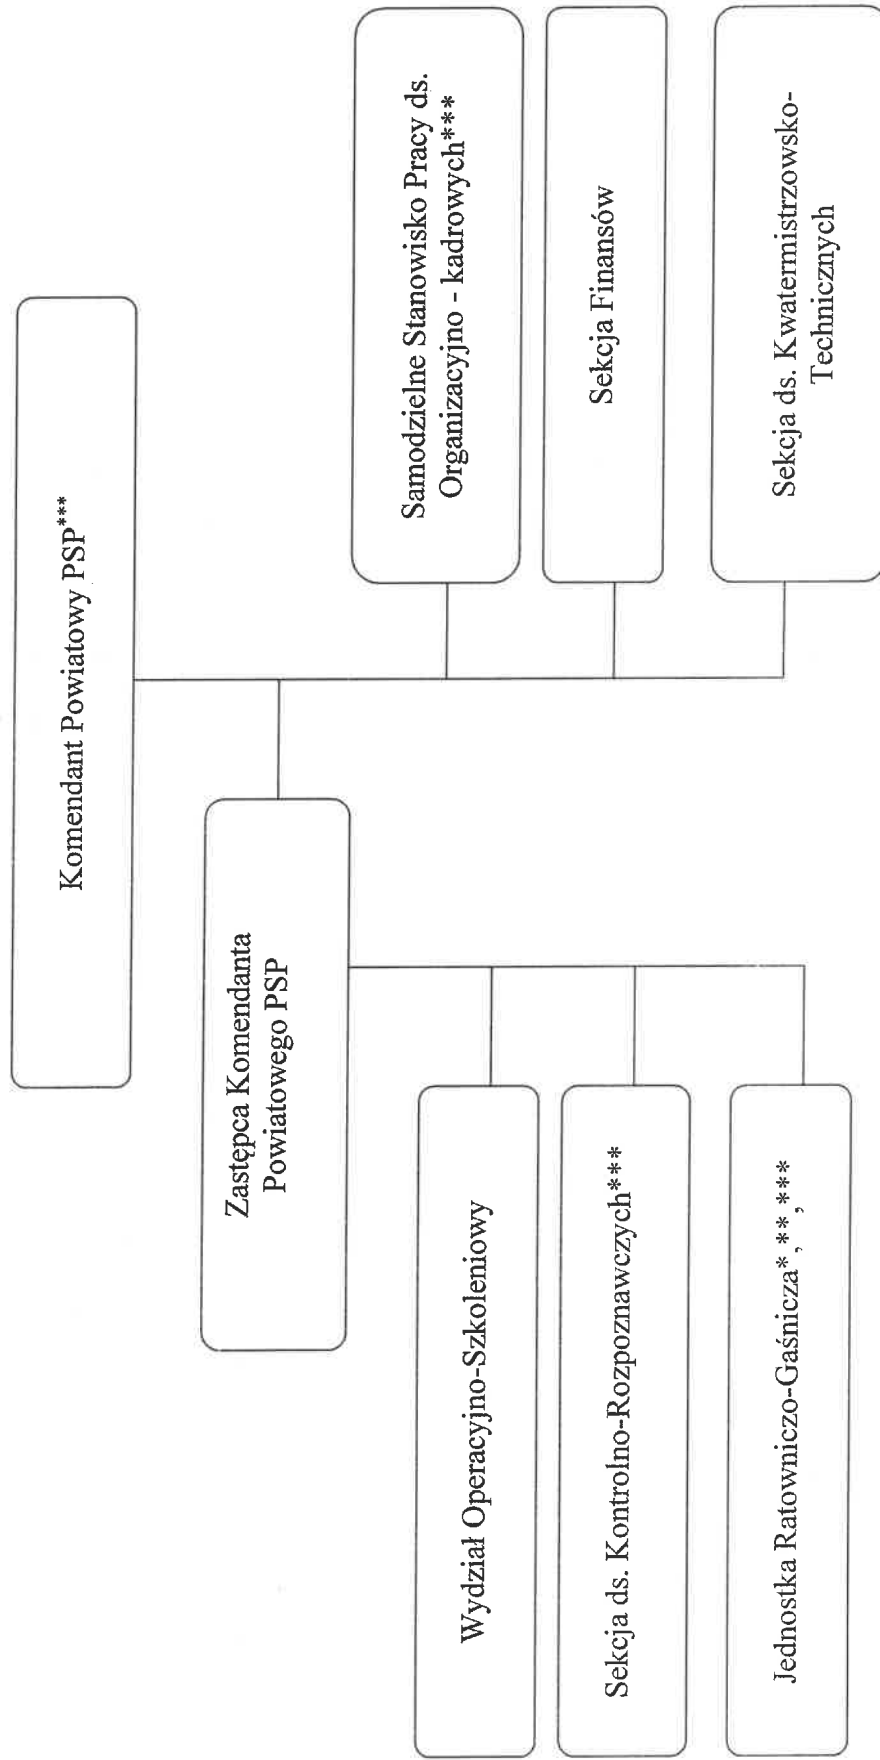 Komendant Powiatowy PSP***
Zastępca Komendanta
Powiatowego PSP
Wydział Operacyjno-Szkoleniowy
Sekcja ds. Kontrolno-Rozpoznawczych***
Jednostka Ratowniczo-Gaśnicza*,**,***
Samodzielne Stanowisko Pracy ds.
Organizacyjno - kadrowych***
Sekcja Finansów
Sekcja ds. Kwatermistrzowsko-
Technicznych